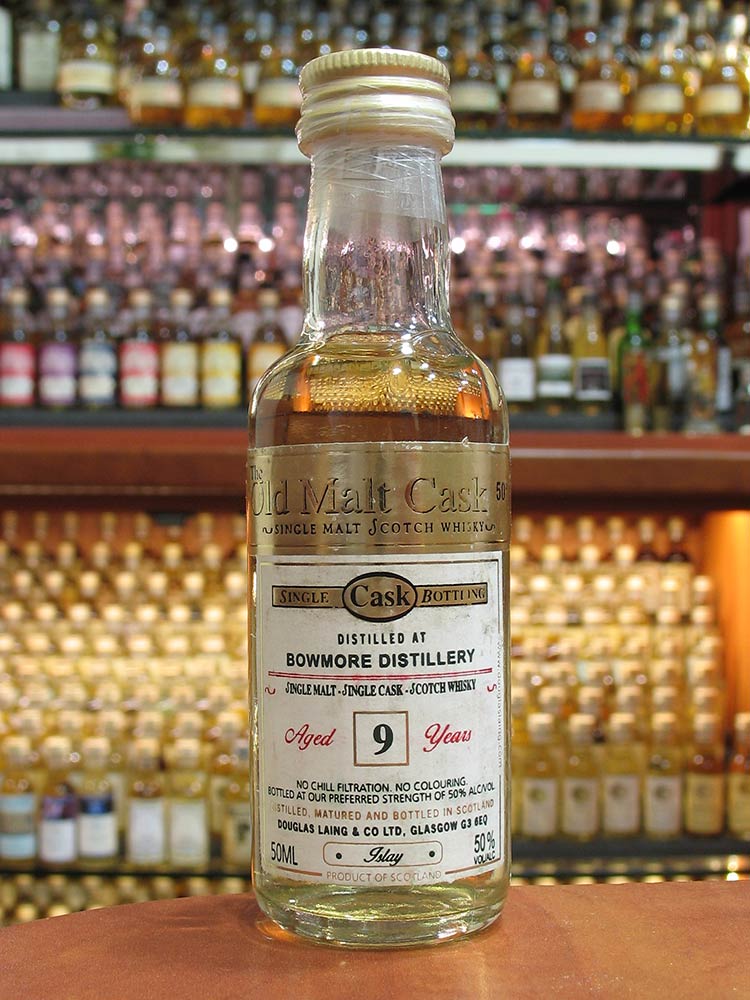 The
Old Malt Cask 50°
SINGLE MALT SCOTCH WHISKY
SINGLE Cask BOTTLING
DISTILLED AT
BOWMORE DISTILLERY
SINGLE MALT - SINGLE CASK - SCOTCH WHISKY
Aged 9 Years
NO CHILL FILTRATION. NO COLOURING.
BOTTLED AT OUR PREFERRED STRENGTH OF 50% ALC/VOL
DISTILLED, MATURED AND BOTTLED IN SCOTLAND
DOUGLAS LAING & CO LTD, GLASGOW G3 6EQ
50ML Islay 50% VOL/ALC
PRODUCT OF SCOTLAND